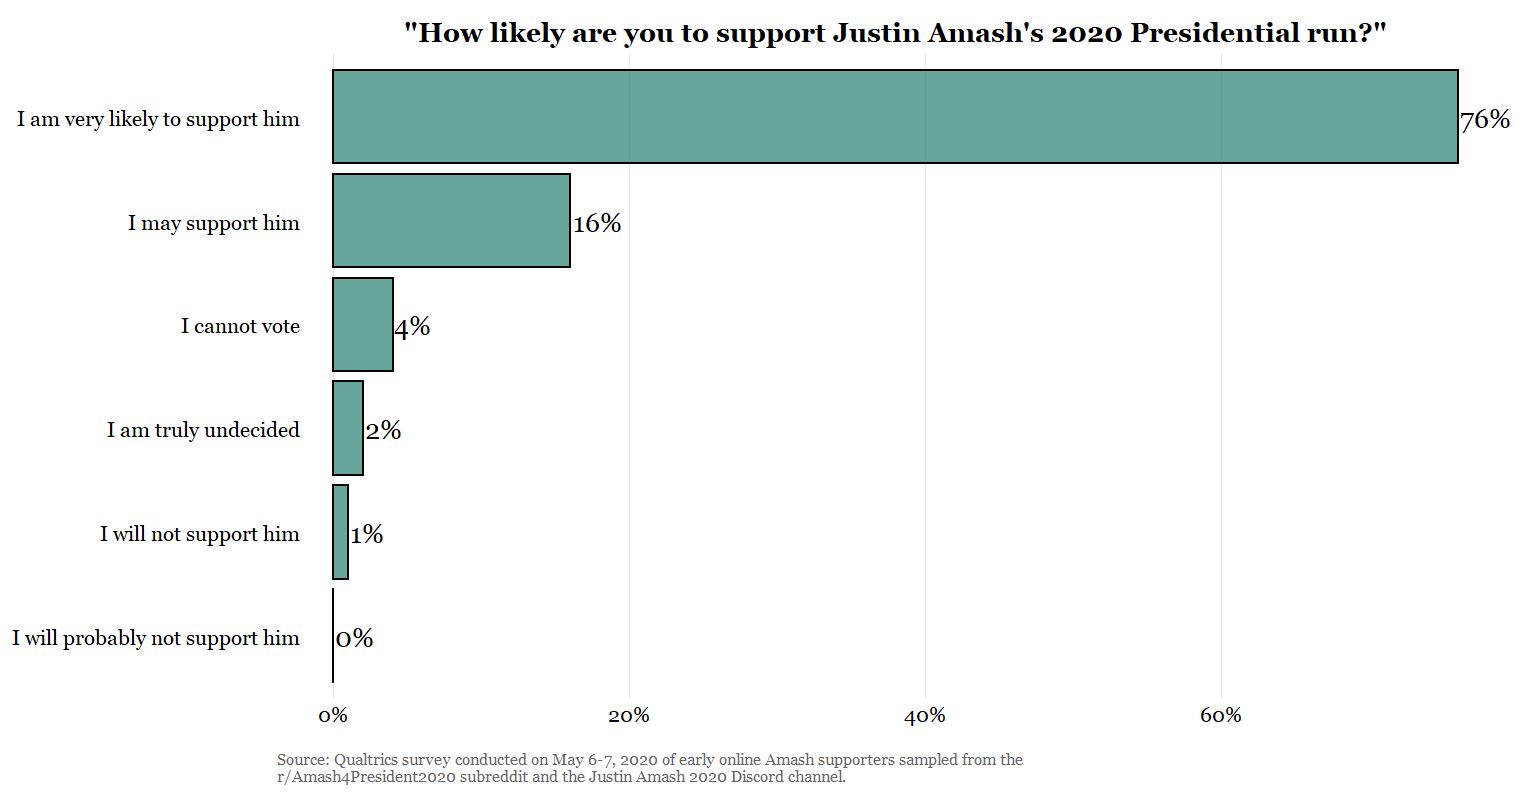 "How likely are you to support Justin Amash's 2020 Presidential run?"
I am very likely to support him
76%
I may support him
16%
I cannot vote
4%
I am truly undecided
2%
I will not support him
1%
I will probably not support him
0%
0% 20% 40% 60%
Source: Qualtrics survey conducted on May 6-7, 2020 of early online Amash supporters sampled from the
r/Amash4President2020 subreddit and the Justin Amash 2020 Discord channel.